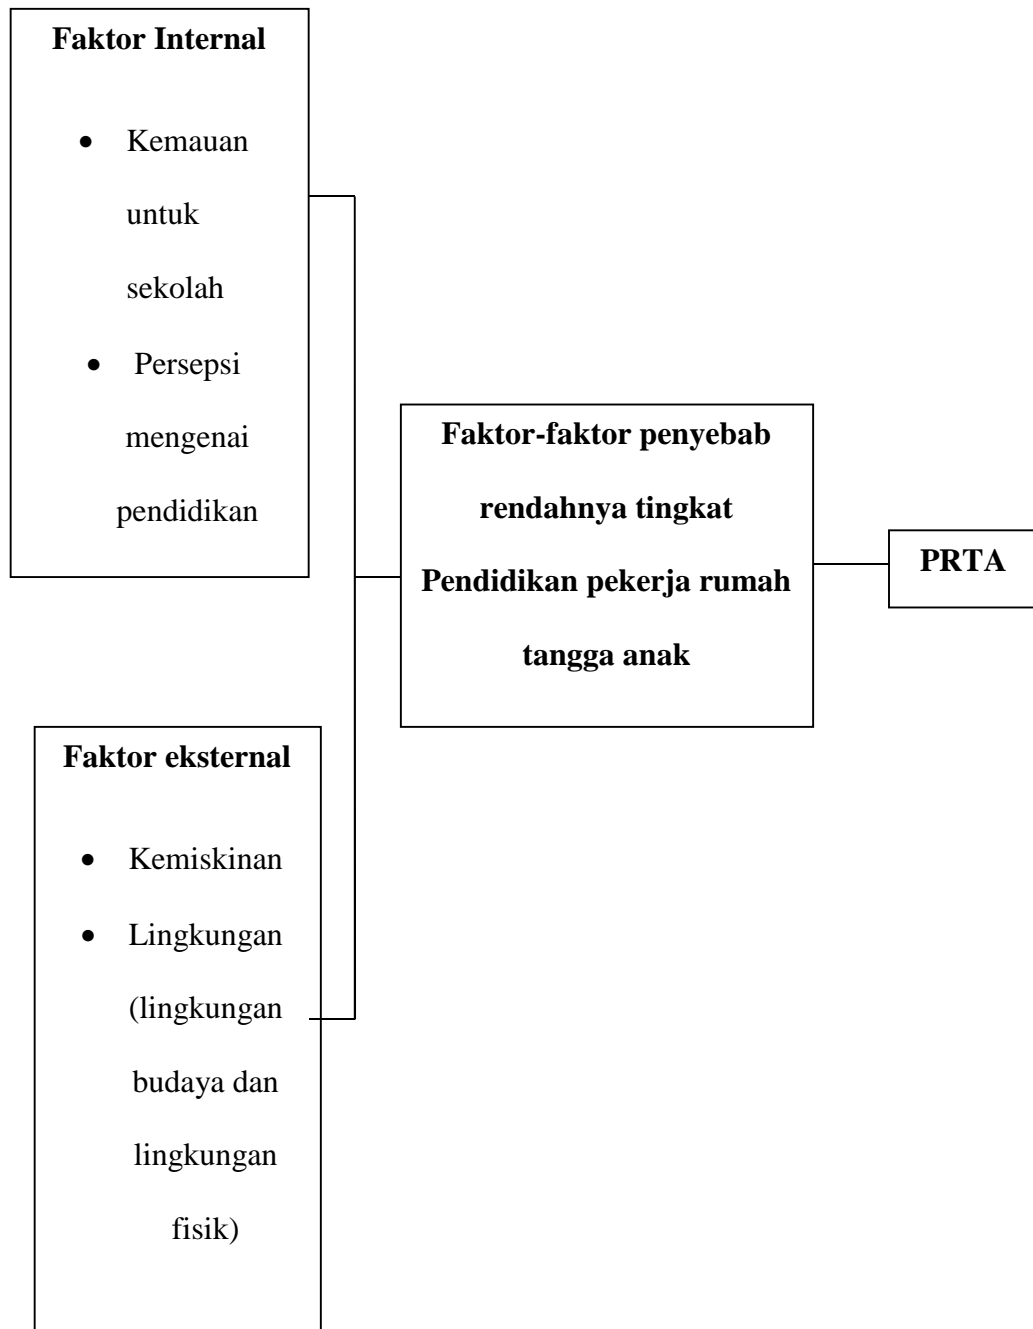 Faktor Internal
• Kemauan
untuk
sekolah
• Persepsi
mengenai
pendidikan
Faktor-faktor penyebab
rendahnya tingkat
Pendidikan pekerja rumah
tangga anak
PRTA
Faktor eksternal
• Kemiskinan
• Lingkungan
(lingkungan
budaya dan
lingkungan
fisik)